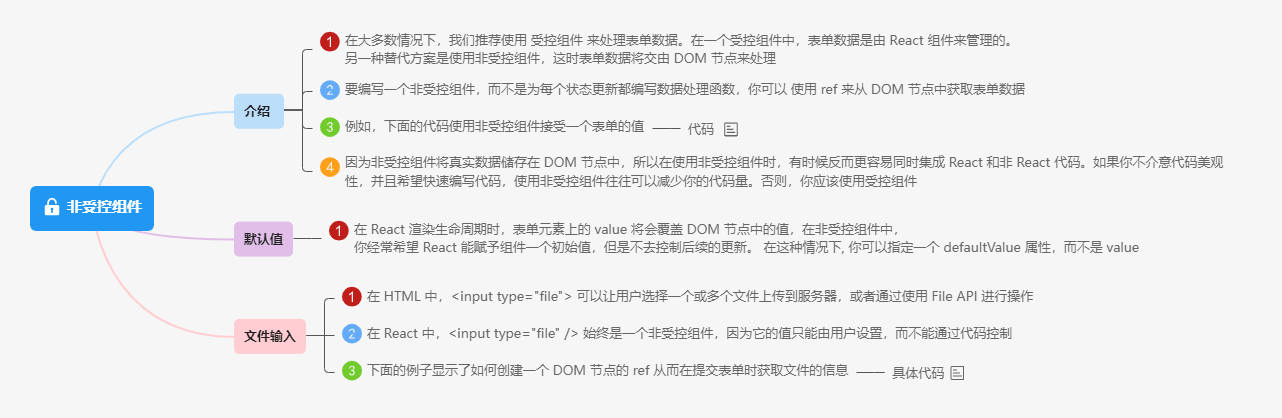 非受控组件
介绍
1 在大多数情况下，我们推荐使用 受控组件 来处理表单数据。在一个受控组件中，表单数据是由 React 组件来管理的。
另一种替代方案是使用非受控组件，这时表单数据将交由 DOM 节点来处理
2 要编写一个非受控组件，而不是为每个状态更新都编写数据处理函数，你可以 使用 ref 来从 DOM 节点中获取表单数据
3 例如，下面的代码使用非受控组件接受一个表单的值 —— 代码
4 因为非受控组件将真实数据储存在 DOM 节点中，所以在使用非受控组件时，有时候反而更容易同时集成 React 和非 React 代码。如果你不介意代码美观
性，并且希望快速编写代码，使用非受控组件往往可以减少你的代码量。否则，你应该使用受控组件
默认值
1 在 React 渲染生命周期时，表单元素上的 value 将会覆盖 DOM 节点中的值，在非受控组件中，
你经常希望 React 能赋予组件一个初始值，但是不去控制后续的更新。 在这种情况下, 你可以指定一个 defaultValue 属性，而不是 value
文件输入
1 在 HTML 中，<input type="file"> 可以让用户选择一个或多个文件上传到服务器，或者通过使用 File API 进行操作
2 在 React 中，<input type="file" /> 始终是一个非受控组件，因为它的值只能由用户设置，而不能通过代码控制
3 下面的例子显示了如何创建一个 DOM 节点的 ref 从而在提交表单时获取文件的信息 —— 具体代码